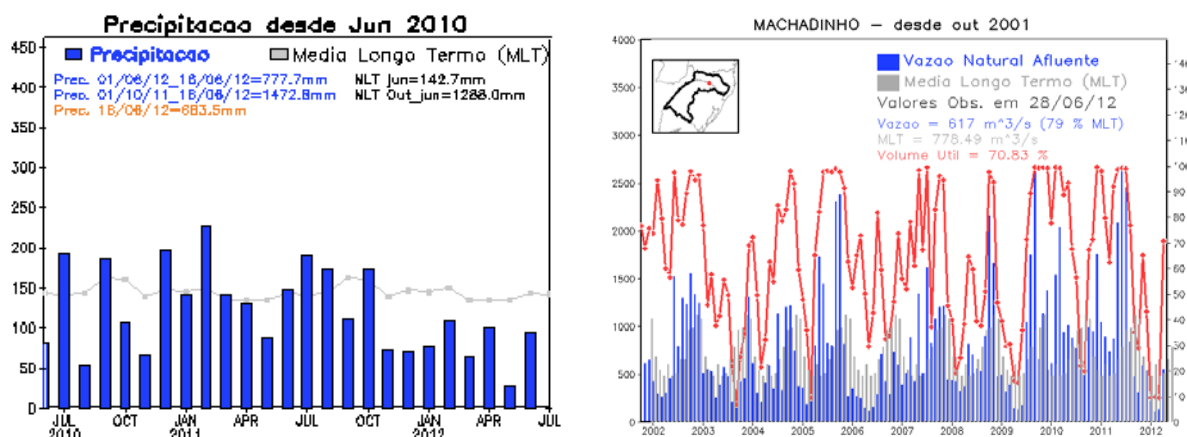 Precipitacao desde Jun 2010
Precipitacao
Media Longo Termo (MLT)
Prec. 01/06/12_18/06/12=777.7mm
NLT Jun=142.7mm
Prec. 01/10/11_18/06/12=1472.8mm
NLT Out_jun=1288.0mm
Prec. 18/06/12=683.5mm
450
400
350
300
250
200
150
100
50
0
JUL
OCT
JAN
APR
JUL
OCT
JAN
APR
JUL
2010
2011
2012
MACHADINHO – desde out 2001
Vazao Natural Afluente
Media Longo Termo (MLT)
Valores Obs. em 28/06/12
Vazao = 617 m^3/s (79 % MLT)
MLT = 778.49 m^3/s
Volume Util = 70.83 %
4000
3500
3000
2500
2000
1500
1000
500
0
90
80
70
60
50
40
30
20
10
0
2002
2003
2004
2005
2006
2007
2008
2009
2010
2011
2012